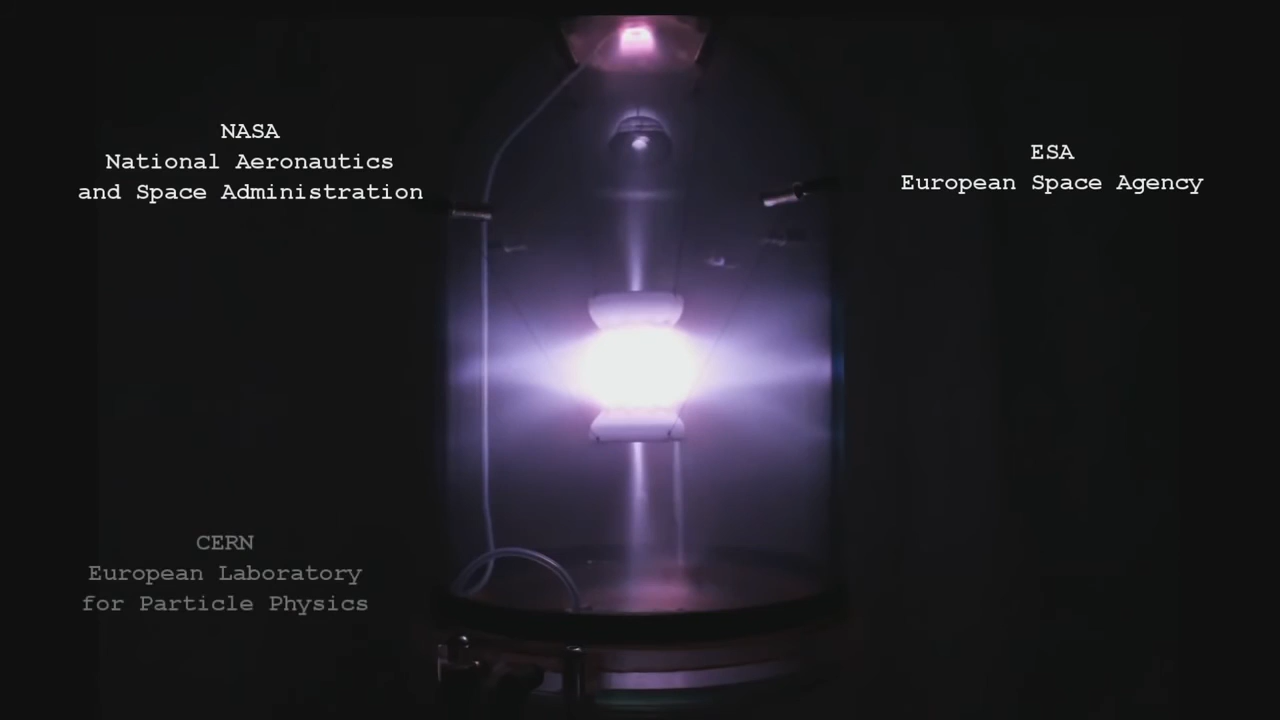 NASA
National Aeronautics
and Space Administration
ESA
European Space Agency
CERN
European Laboratory
for Particle Physics